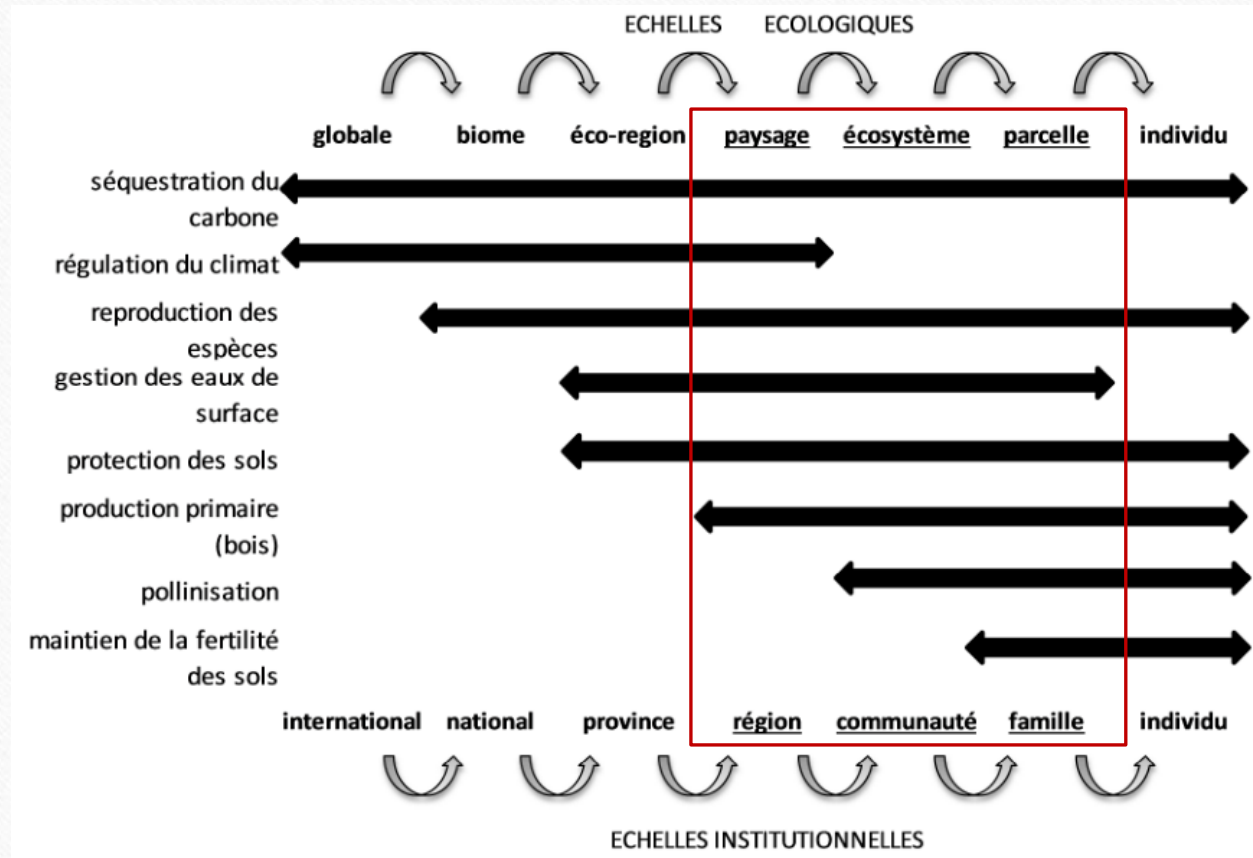 ECHELLES ECOLOGIQUES
globale biome éco-region paysage écosystème parcelle individu
séquestration du
carbone
régulation du climat
reproduction des
espèces
gestion des eaux de
surface
protection des sols
production primaire
(bois)
pollinisation
maintien de la fertilité
des sols
international national province région communauté famille individu
ECHELLES INSTITUTIONNELLES